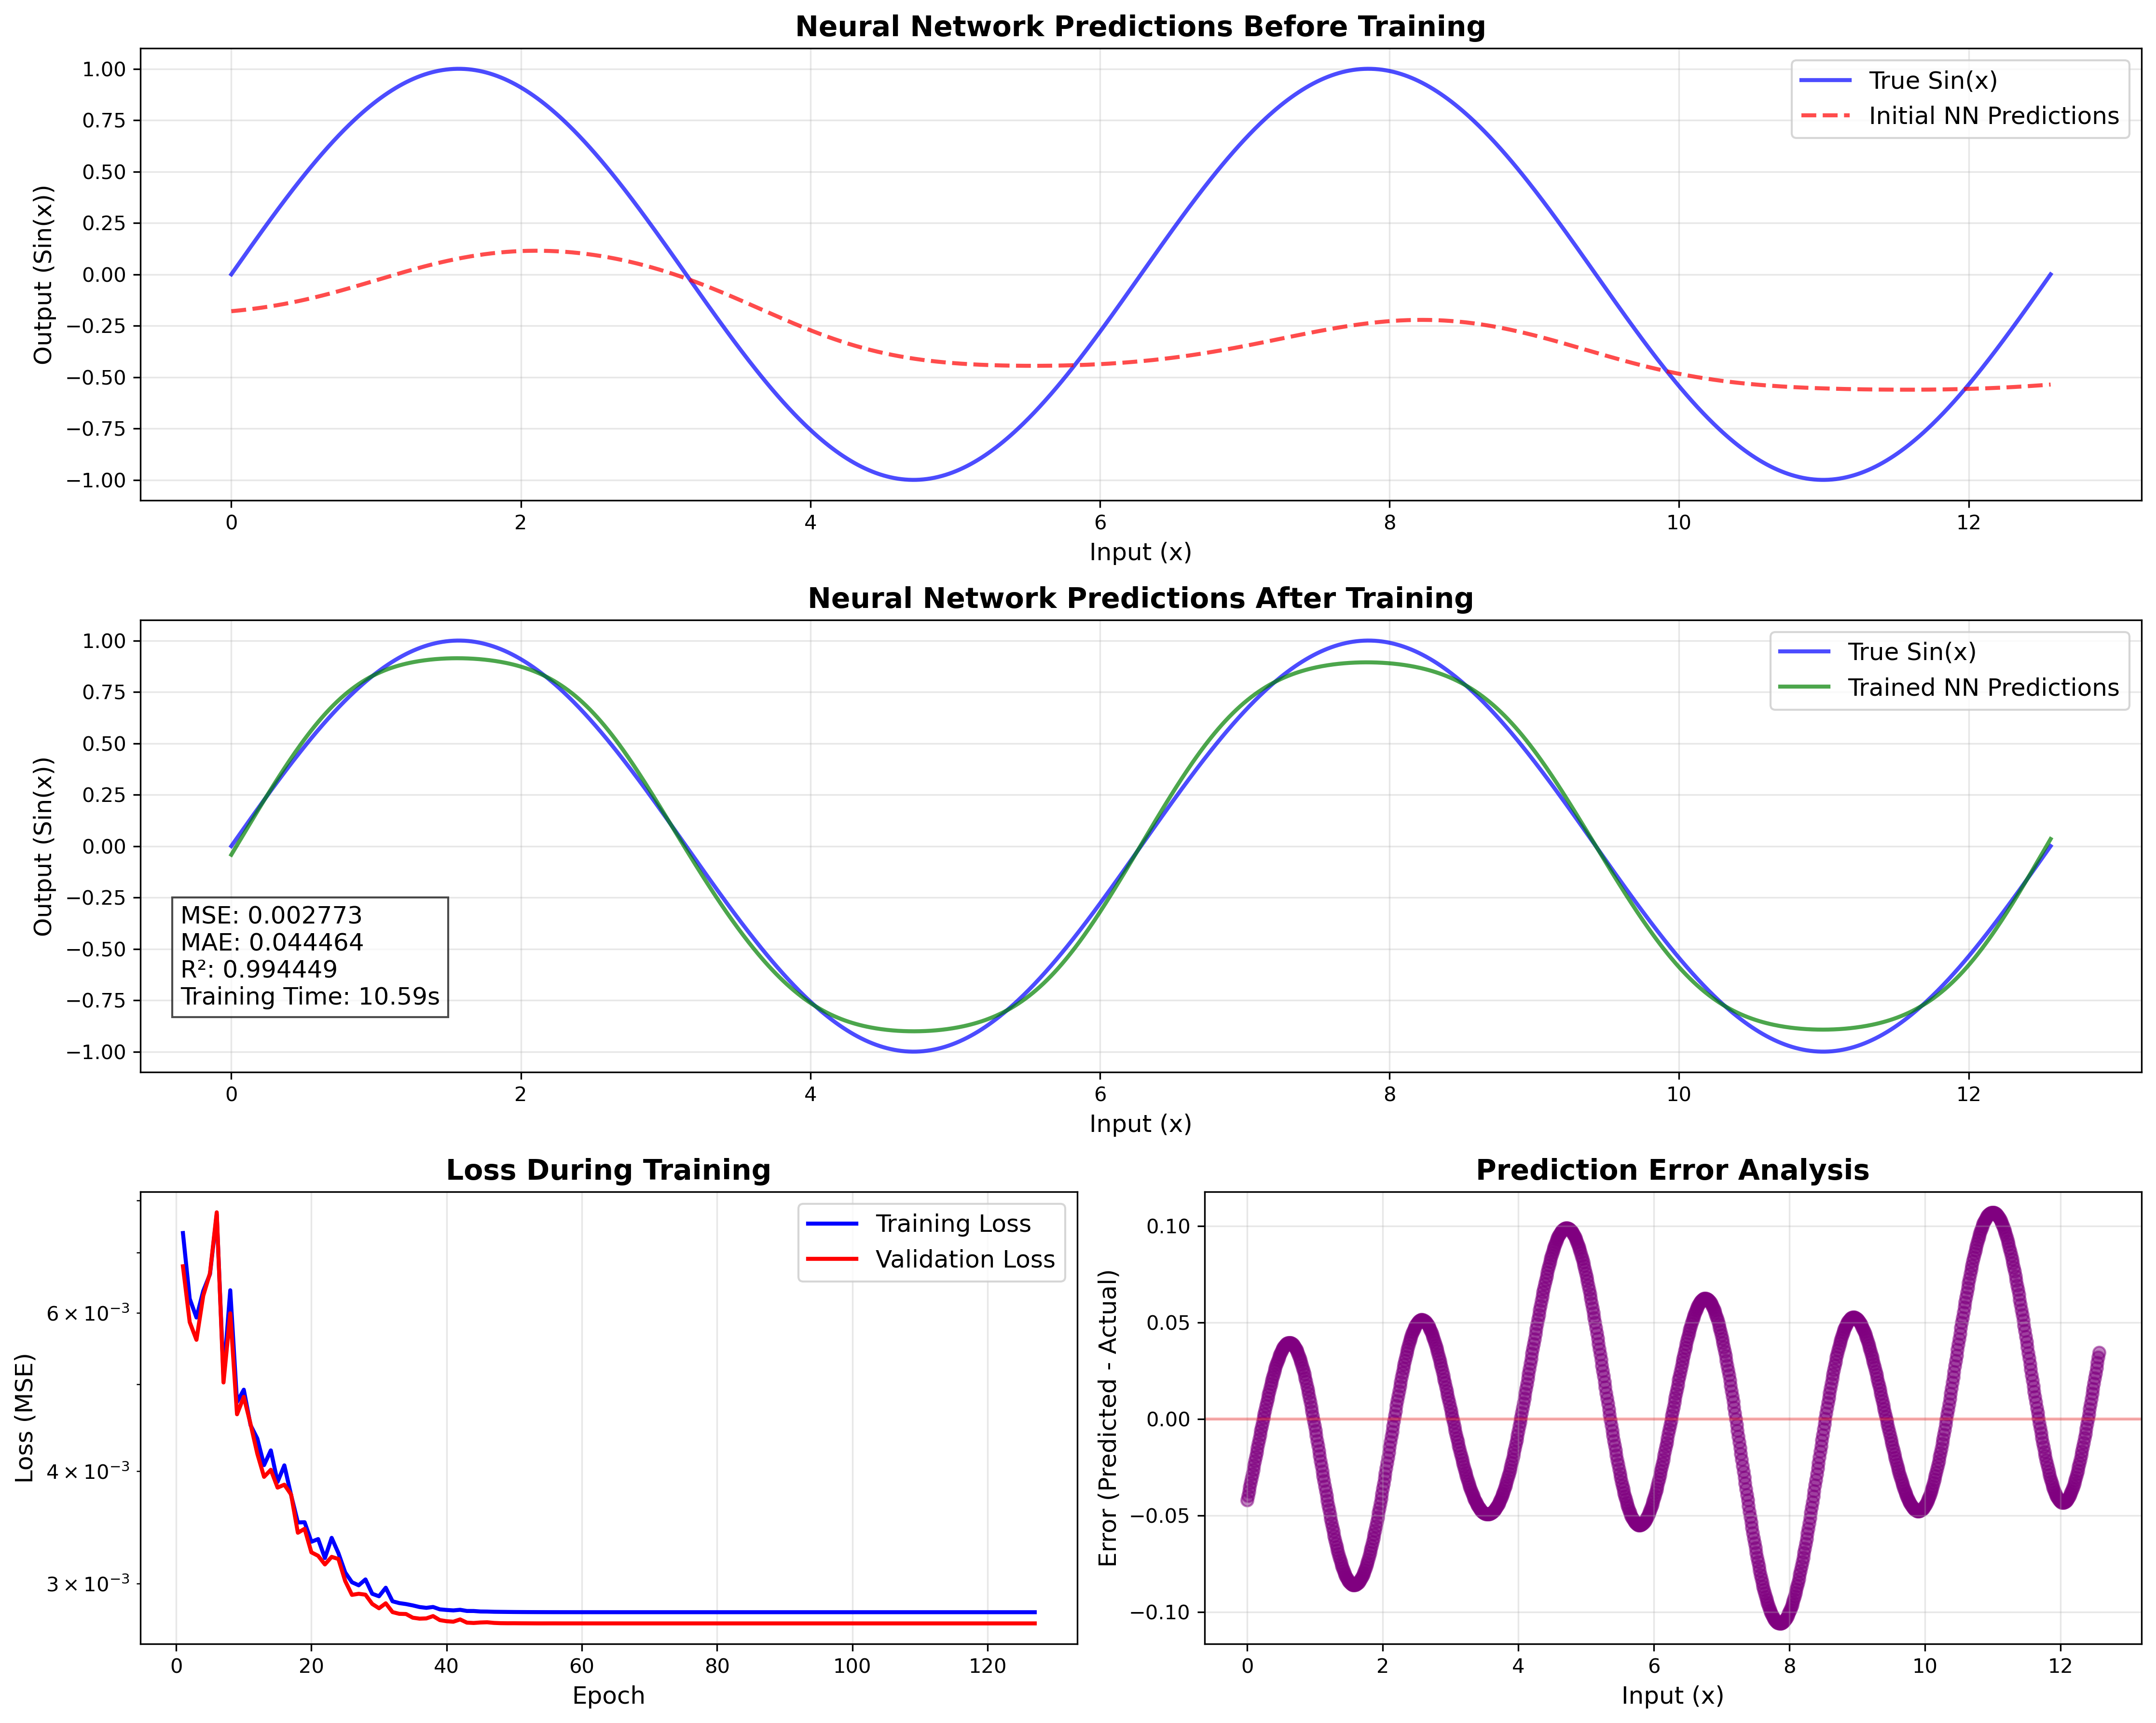 Neural Network Predictions Before Training
Output (Sin(x))
1.00
0.75
0.50
0.25
0.00
−0.25
−0.50
−0.75
−1.00
True Sin(x)
Initial NN Predictions
0 2 4 6 8 10 12
Input (x)
Neural Network Predictions After Training
Output (Sin(x))
1.00
0.75
0.50
0.25
0.00
−0.25
−0.50
−0.75
−1.00
True Sin(x)
Trained NN Predictions
MSE: 0.002773
MAE: 0.044464
R²: 0.994449
Training Time: 10.59s
0 2 4 6 8 10 12
Input (x)
Loss During Training
Loss (MSE)
6 × 10⁻³
4 × 10⁻³
3 × 10⁻³
Training Loss
Validation Loss
0 20 40 60 80 100 120
Epoch
Prediction Error Analysis
Error (Predicted - Actual)
0.10
0.05
0.00
−0.05
−0.10
0 2 4 6 8 10 12
Input (x)